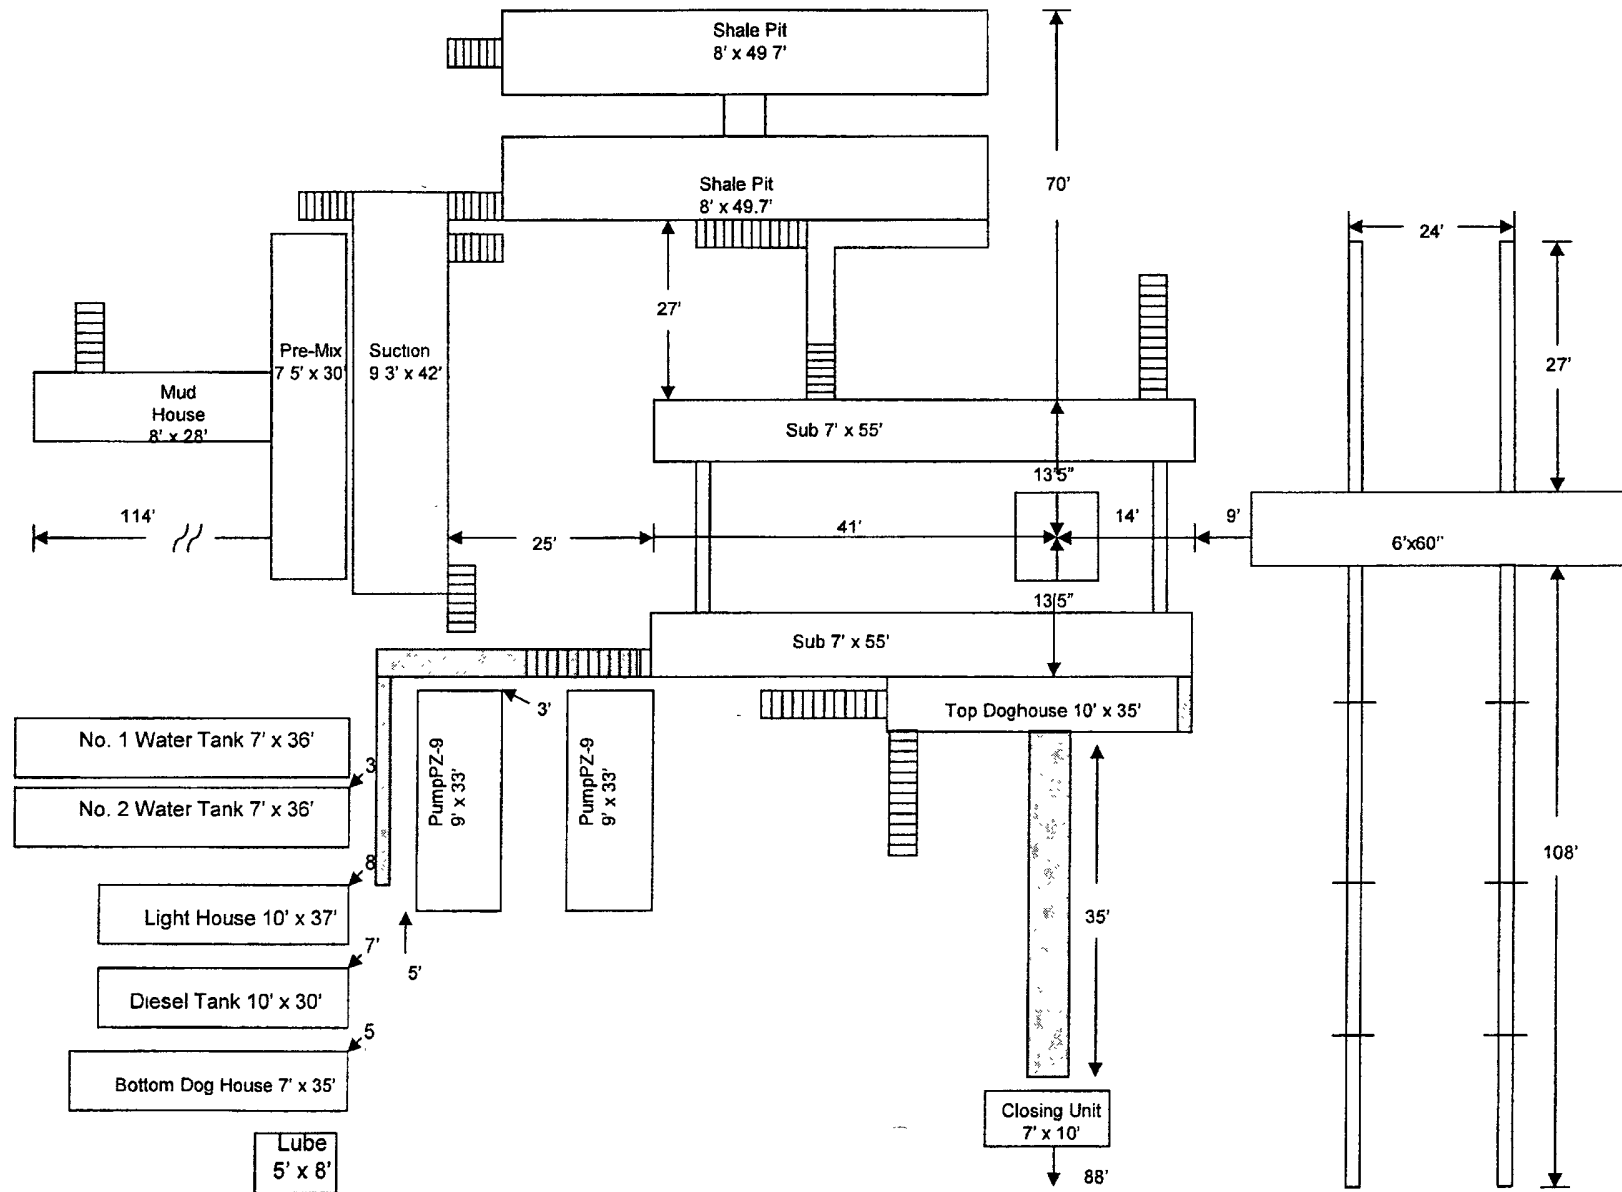 Shale Pit
8' x 49 7'
Shale Pit
8' x 49.7'
70'
24'
27'
27'
Pre-Mix
7 5' x 30'
Suction
9 3' x 42'
Mud
House
8' x 28'
Sub 7' x 55'
13'5"
114'
25'
41'
14'
9'
6'x60"
13'5"
Sub 7' x 55'
3'
Top Doghouse 10' x 35'
No. 1 Water Tank 7' x 36'
3
No. 2 Water Tank 7' x 36'
PumpPZ-9
9' x 33'
PumpPZ-9
9' x 33'
8
Light House 10' x 37'
108'
35'
7'
5'
Diesel Tank 10' x 30'
5
Bottom Dog House 7' x 35'
Closing Unit
7' x 10'
Lube
5' x 8'
88'